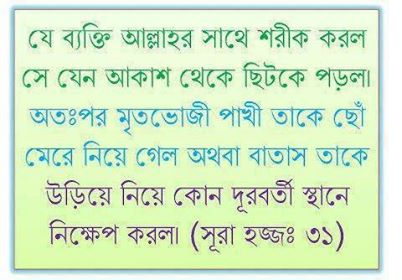 যে ব্যক্তি আল্লাহর সাথে শরীক করল
সে যেন আকাশ থেকে ছিটকে পড়ল।
অতঃপর মৃতভোজী পাখী তাকে ছোঁ
মেরে নিয়ে গেল অথবা বাতাস তাকে
উড়িয়ে নিয়ে কোন দূরবর্তী স্থানে
নিক্ষেপ করল। (সূরা হজ্জঃ ৩১)